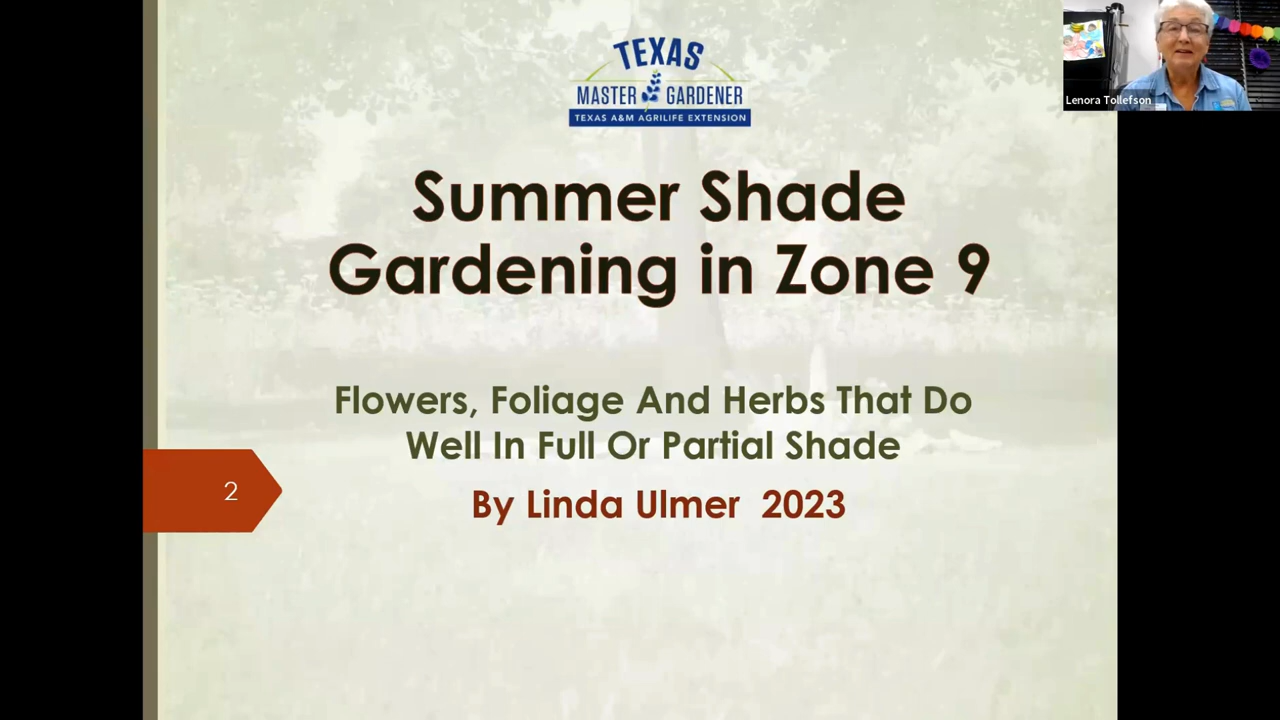 TEXAS
MASTER GARDENER
TEXAS A&M AGRILIFE EXTENSION
Lenora Tollefson
Summer Shade
Gardening in Zone 9
Flowers, Foliage And Herbs That Do
Well In Full Or Partial Shade
2
By Linda Ulmer 2023